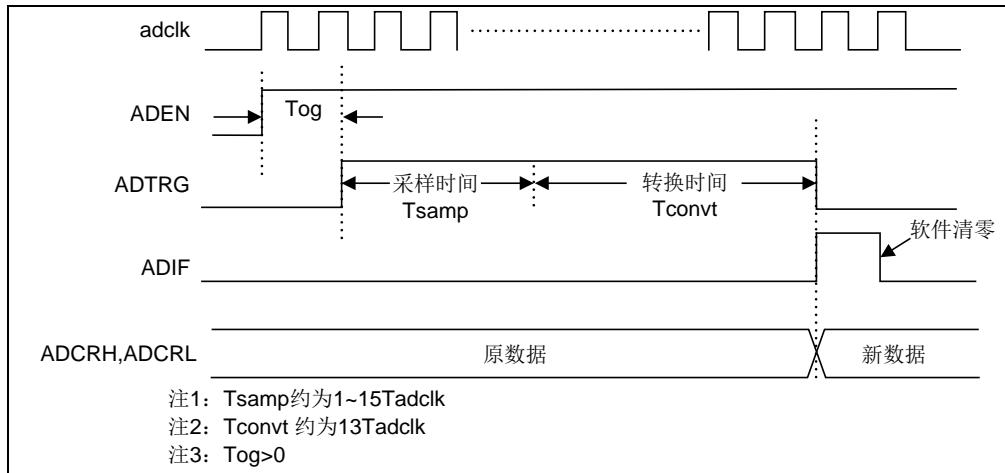 adclk
ADEN
Tog
ADTRG
采样时间
Tsamp
转换时间
Tconvt
软件清零
ADIF
ADCRH,ADCRL
原数据
新数据
注1：Tsamp约为1~15Tadclk
注2：Tconvt 约为13Tadclk
注3：Tog>0